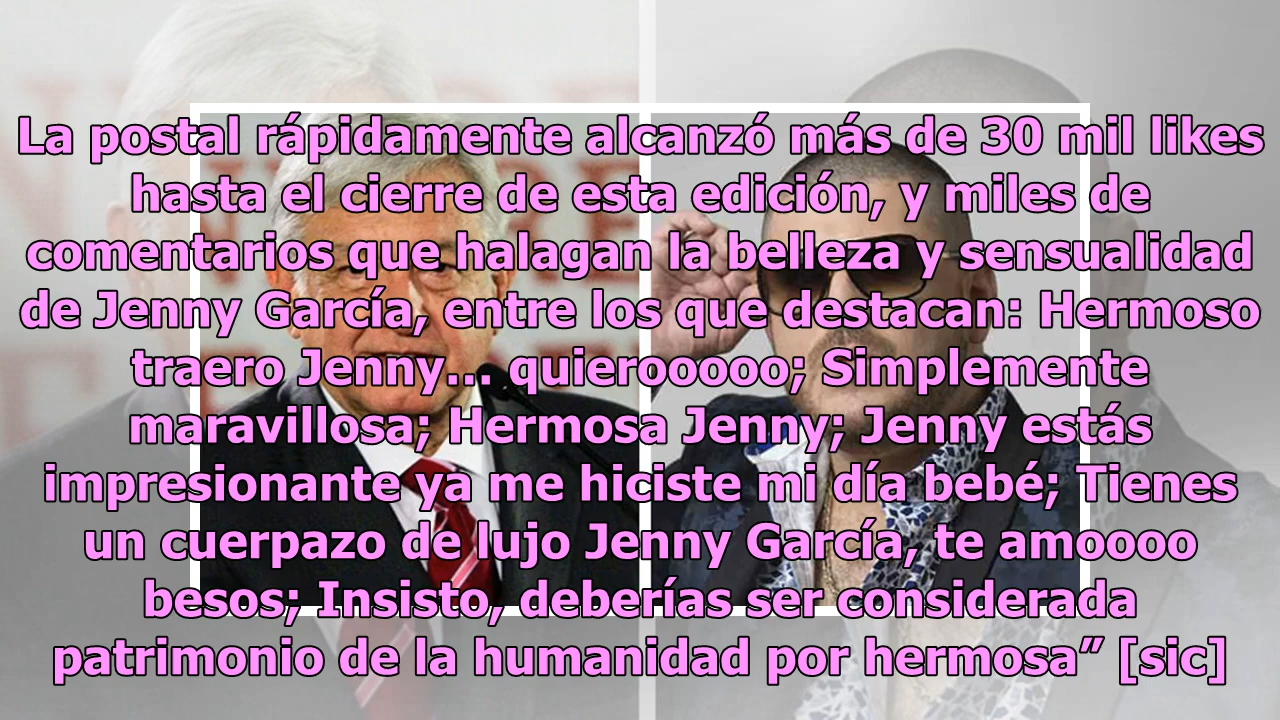 La postal rápidamente alcanzó más de 30 mil likes
hasta el cierre de esta edición, y miles de
comentarios que halagan la belleza y sensualidad
de Jenny García, entre los que destacan: Hermoso
traero Jenny... quierooooo; Simplemente
maravillosa; Hermosa Jenny; Jenny estás
impresionante ya me hiciste mi día bebé; Tienes
un cuerpazo de lujo Jenny García, te amoooo
besos; Insisto, deberías ser considerada
patrimonio de la humanidad por hermosa” [sic]